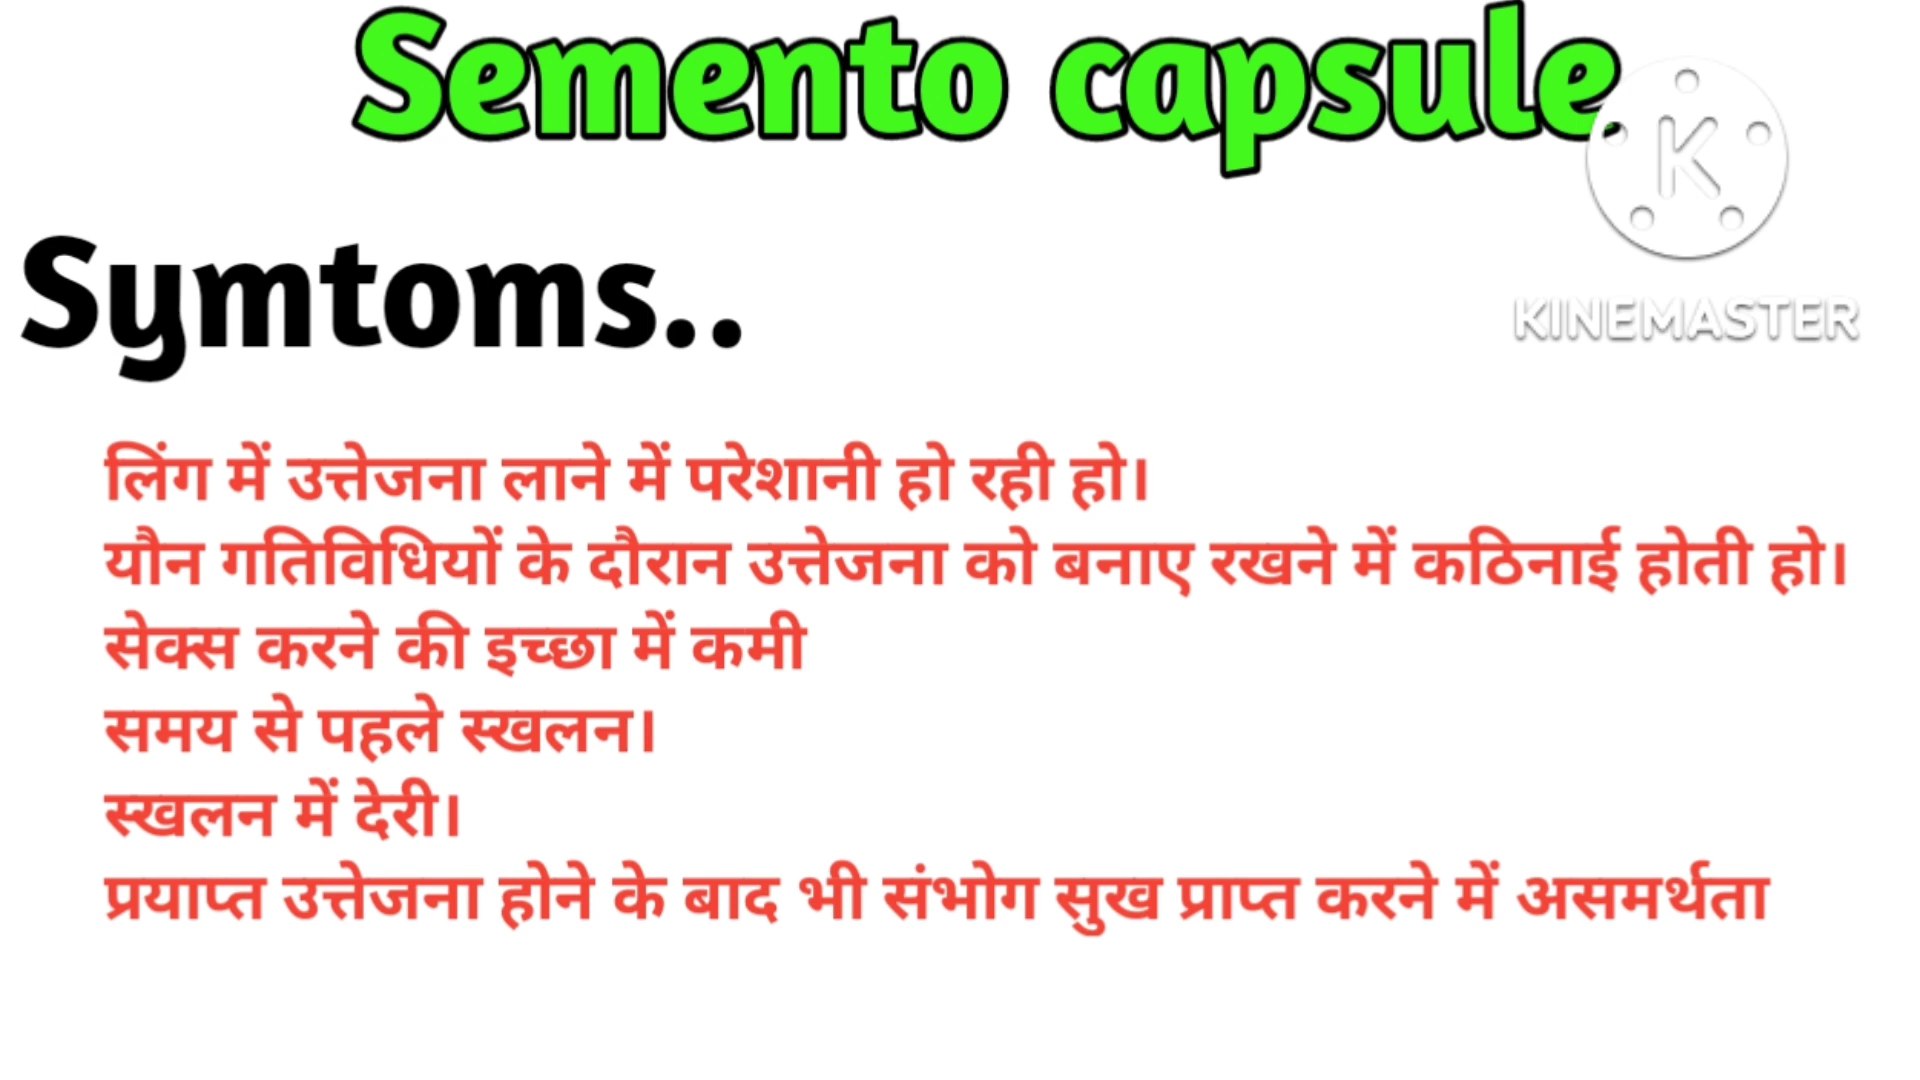 Semento capsule
K
KINEMASTER
Symtoms..
लिंग में उत्तेजना लाने में परेशानी हो रही हो।
यौन गतिविधियों के दौरान उत्तेजना को बनाए रखने में कठिनाई होती हो।
सेक्स करने की इच्छा में कमी
समय से पहले स्खलन।
स्खलन में देरी।
प्रयाप्त उत्तेजना होने के बाद भी संभोग सुख प्राप्त करने में असमर्थता